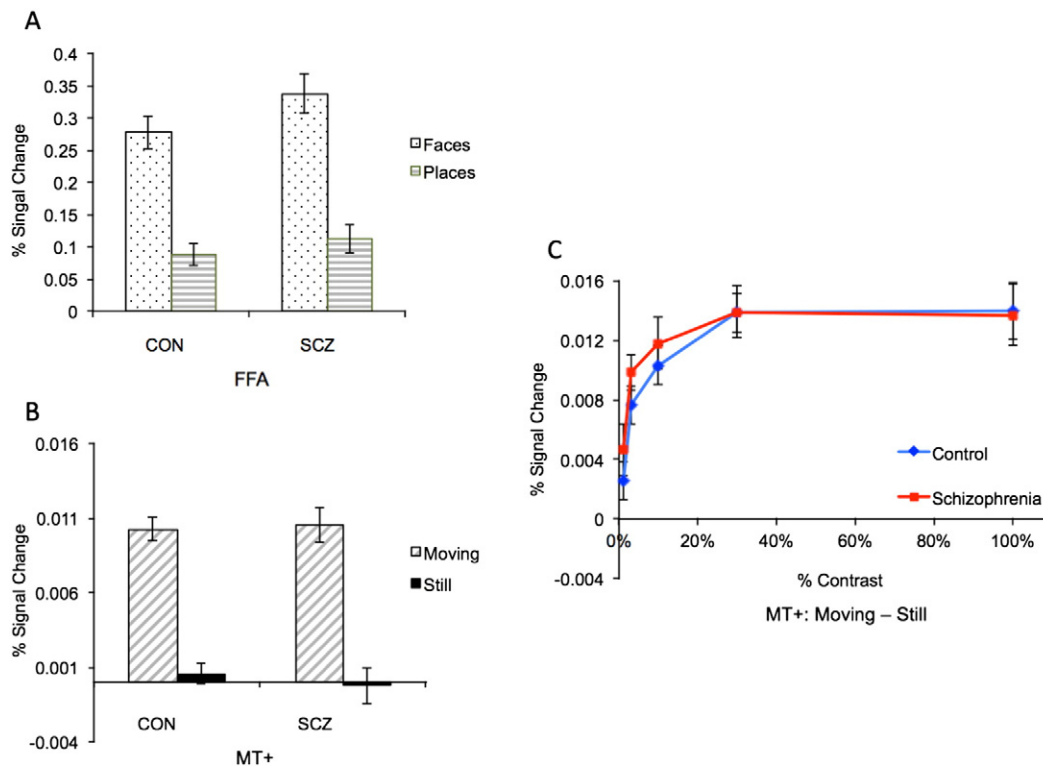 A
0.4
0.35
0.3
0.25
0.2
0.15
0.1
0.05
0
% Singal Change
Faces
Places
CON SCZ
FFA
B
0.016
0.011
0.006
0.001
-0.004
% Signal Change
Moving
Still
CON SCZ
MT+
C
0.016
0.012
0.008
0.004
0
-0.004
% Signal Change
Control
Schizophrenia
0% 20% 40% 60% 80% 100%
% Contrast
MT+: Moving – Still